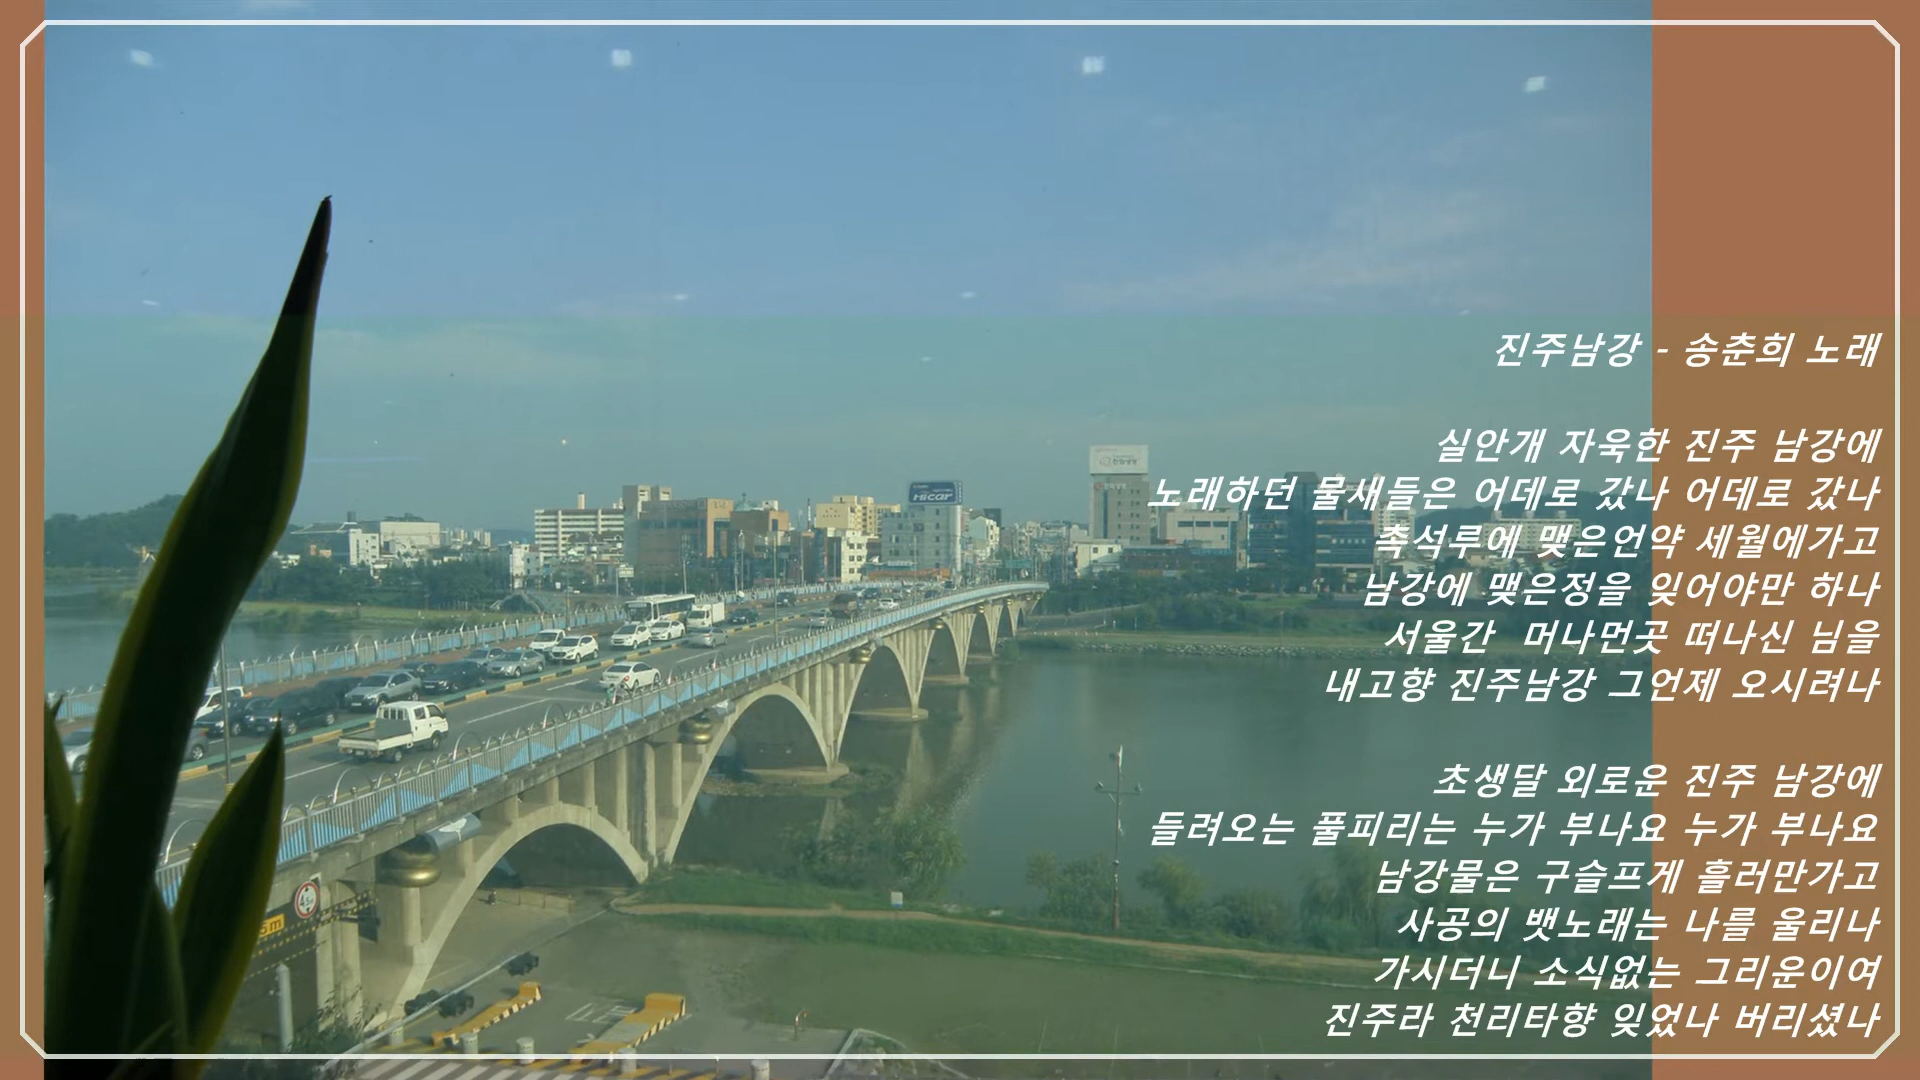 진주남강 - 송춘희 노래
실안개 자욱한 진주 남강에
노래하던 물새들은 어데로 갔나 어데로 갔나
촉석루에 맺은언약 세월에가고
남강에 맺은정을 잊어야만 하나
서울간  머나먼곳 떠나신 님을
내고향 진주남강 그언제 오시려나
초생달 외로운 진주 남강에
들려오는 풀피리는 누가 부나요 누가 부나요
남강물은 구슬프게 흘러만가고
사공의 뱃노래는 나를 울리나
가시더니 소식없는 그리운이여
진주라 천리타향 잊었나 버리셨나
Hicar
5m